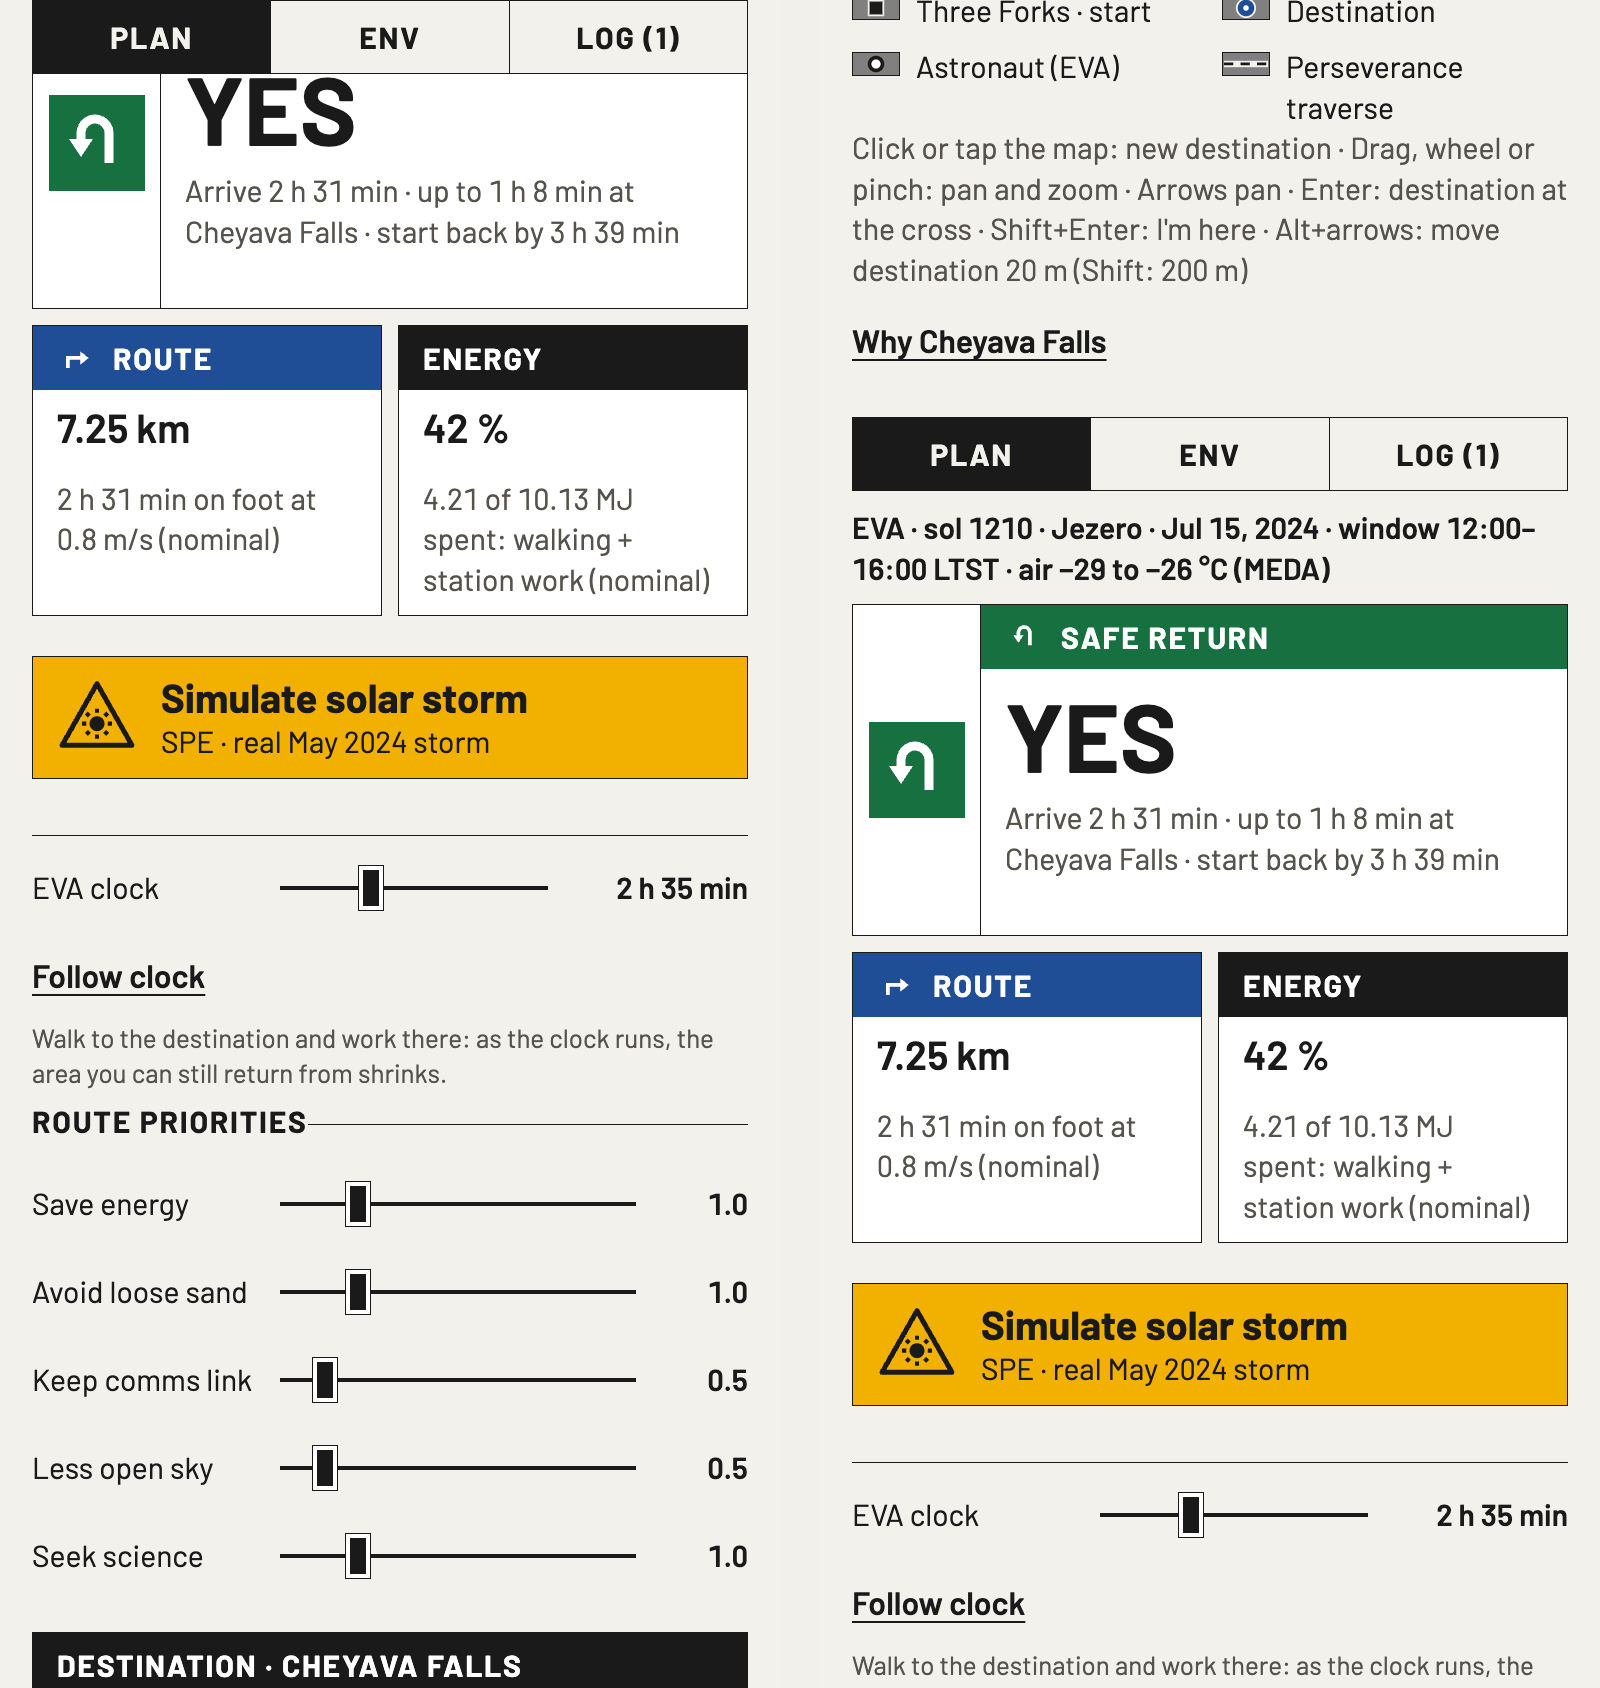 PLAN
ENV
LOG (1)
YES
Arrive 2 h 31 min · up to 1 h 8 min at
Cheyava Falls · start back by 3 h 39 min
ROUTE
7.25 km
2 h 31 min on foot at
0.8 m/s (nominal)
ENERGY
42 %
4.21 of 10.13 MJ
spent: walking +
station work (nominal)
Simulate solar storm
SPE · real May 2024 storm
EVA clock
2 h 35 min
Follow clock
Walk to the destination and work there: as the clock runs, the
area you can still return from shrinks.
ROUTE PRIORITIES
Save energy
1.0
Avoid loose sand
1.0
Keep comms link
0.5
Less open sky
0.5
Seek science
1.0
DESTINATION · CHEYAVA FALLS
Three Forks · start
Destination
Astronaut (EVA)
Perseverance
traverse
Click or tap the map: new destination · Drag, wheel or
pinch: pan and zoom · Arrows pan · Enter: destination at
the cross · Shift+Enter: I'm here · Alt+arrows: move
destination 20 m (Shift: 200 m)
Why Cheyava Falls
PLAN
ENV
LOG (1)
EVA · sol 1210 · Jezero · Jul 15, 2024 · window 12:00–
16:00 LTST · air −29 to −26 °C (MEDA)
SAFE RETURN
YES
Arrive 2 h 31 min · up to 1 h 8 min at
Cheyava Falls · start back by 3 h 39 min
ROUTE
7.25 km
2 h 31 min on foot at
0.8 m/s (nominal)
ENERGY
42 %
4.21 of 10.13 MJ
spent: walking +
station work (nominal)
Simulate solar storm
SPE · real May 2024 storm
EVA clock
2 h 35 min
Follow clock
Walk to the destination and work there: as the clock runs, the